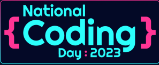 National
{Coding}
Day : 2023